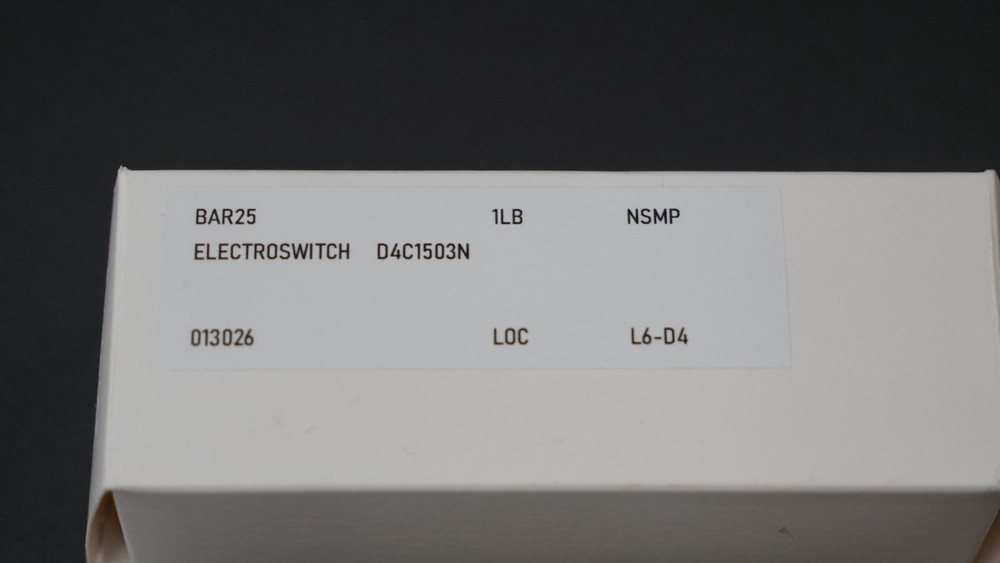 BAR25 1LB NSMP
ELECTROSWITCH D4C1503N
013026 LOC L6-D4